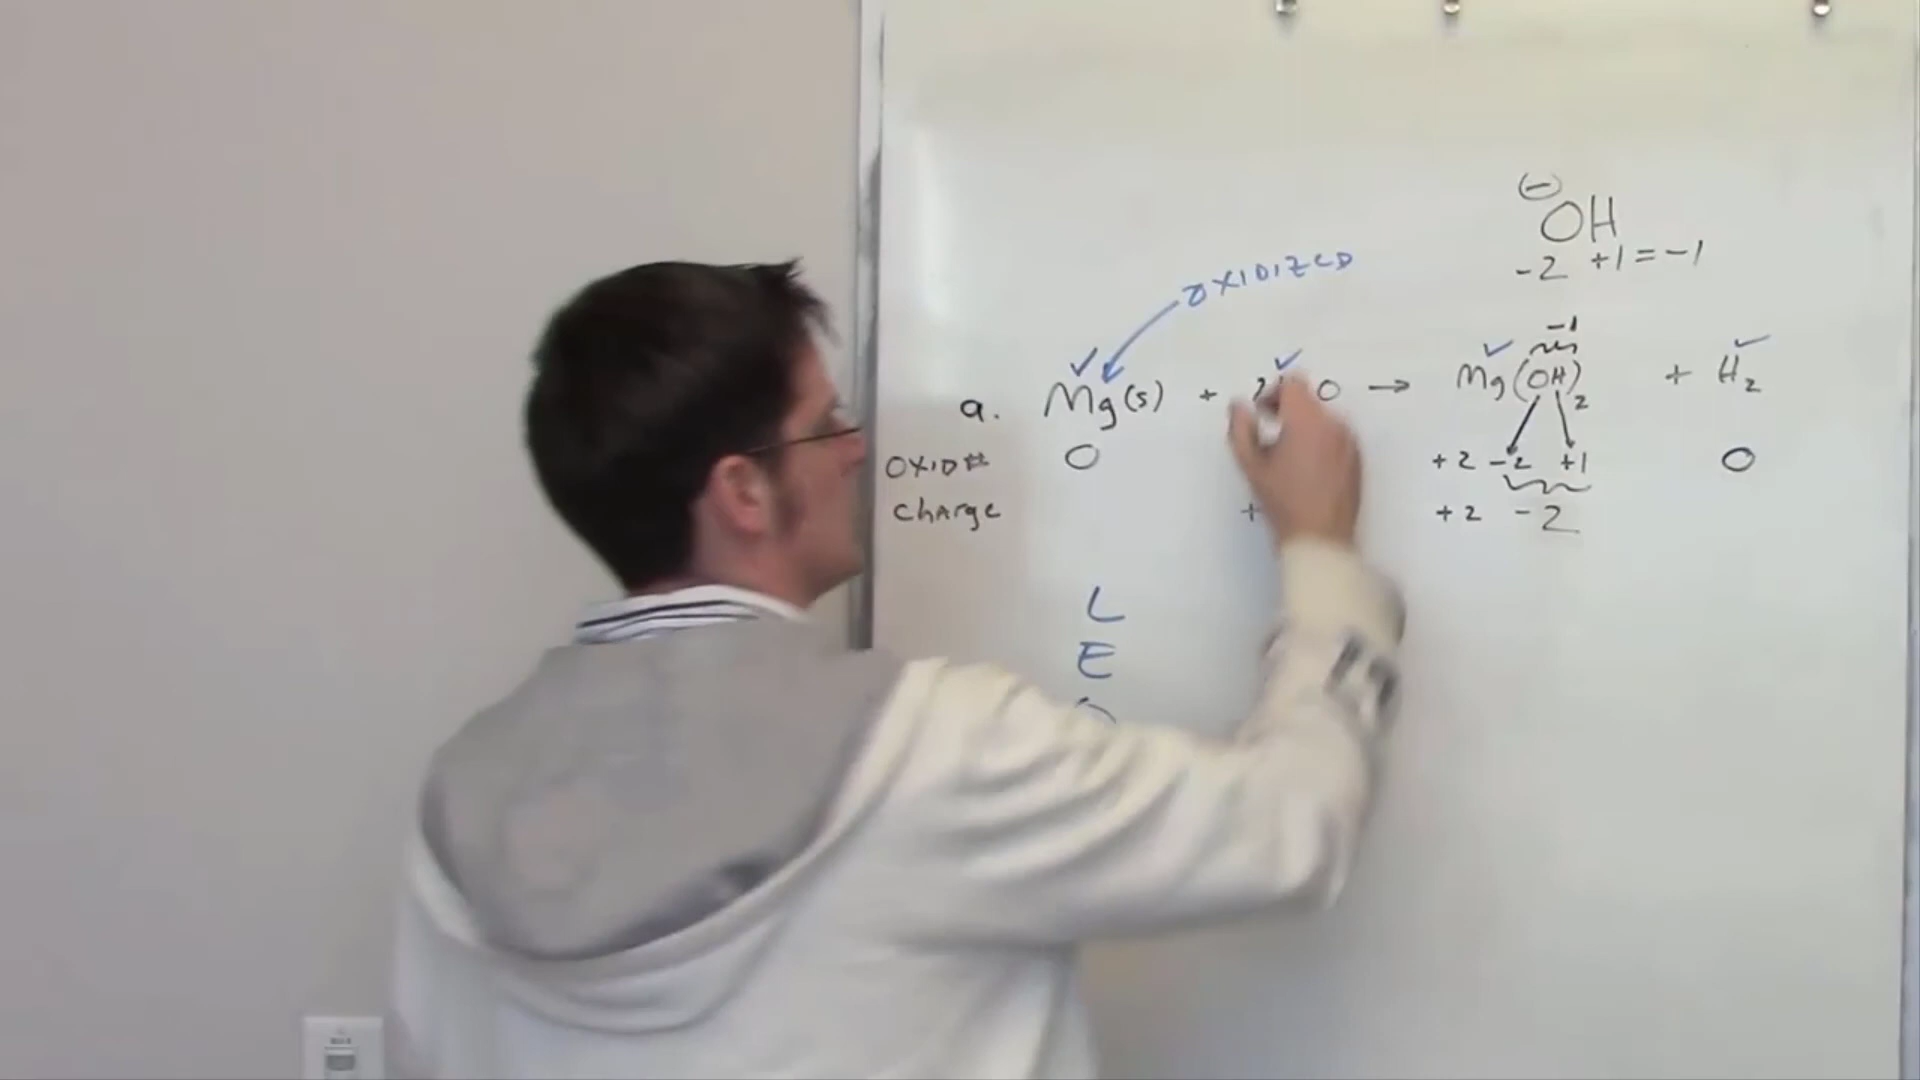 (-)
OH
-2 +1 = -1
OXIDIZED
-1
a. Mg(s) + 2 O → Mg(OH)2 + H2
OXID# 0 +2 -2 +1 0
charge + +2 -2
L
E